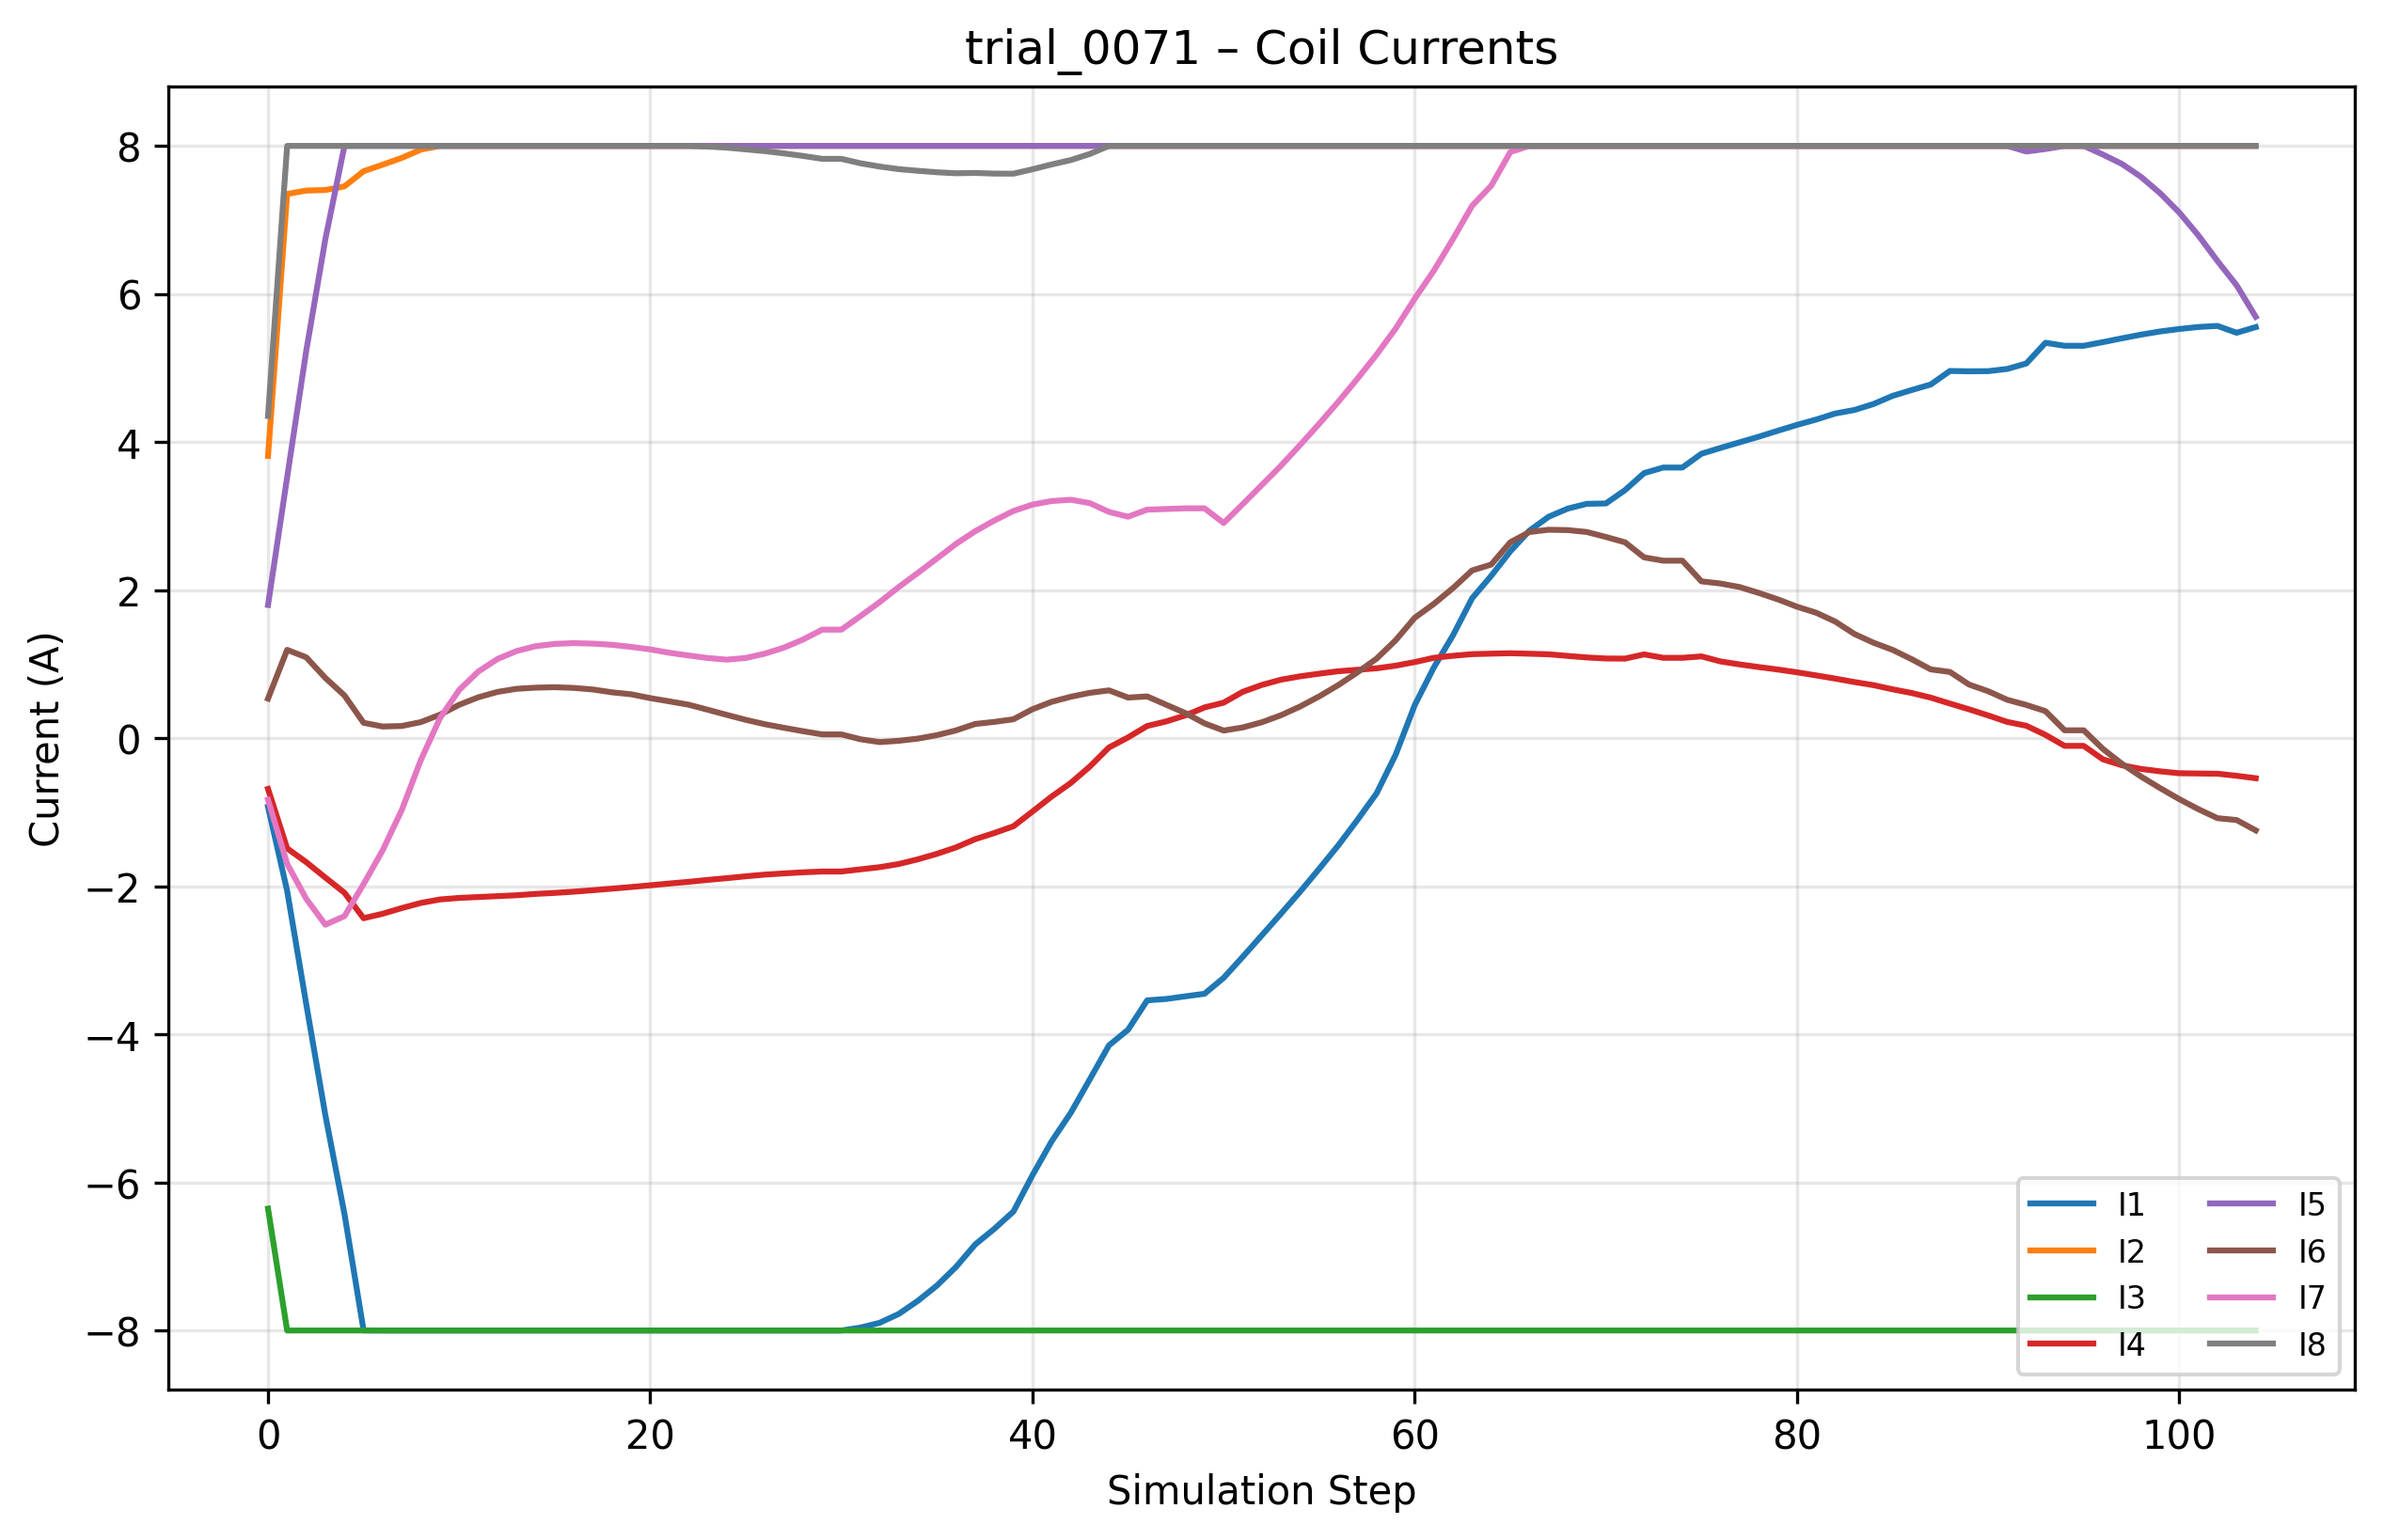 trial_0071 – Coil Currents
Current (A)
8
6
4
2
0
−2
−4
−6
−8
0 20 40 60 80 100
Simulation Step
I1 I5
I2 I6
I3 I7
I4 I8